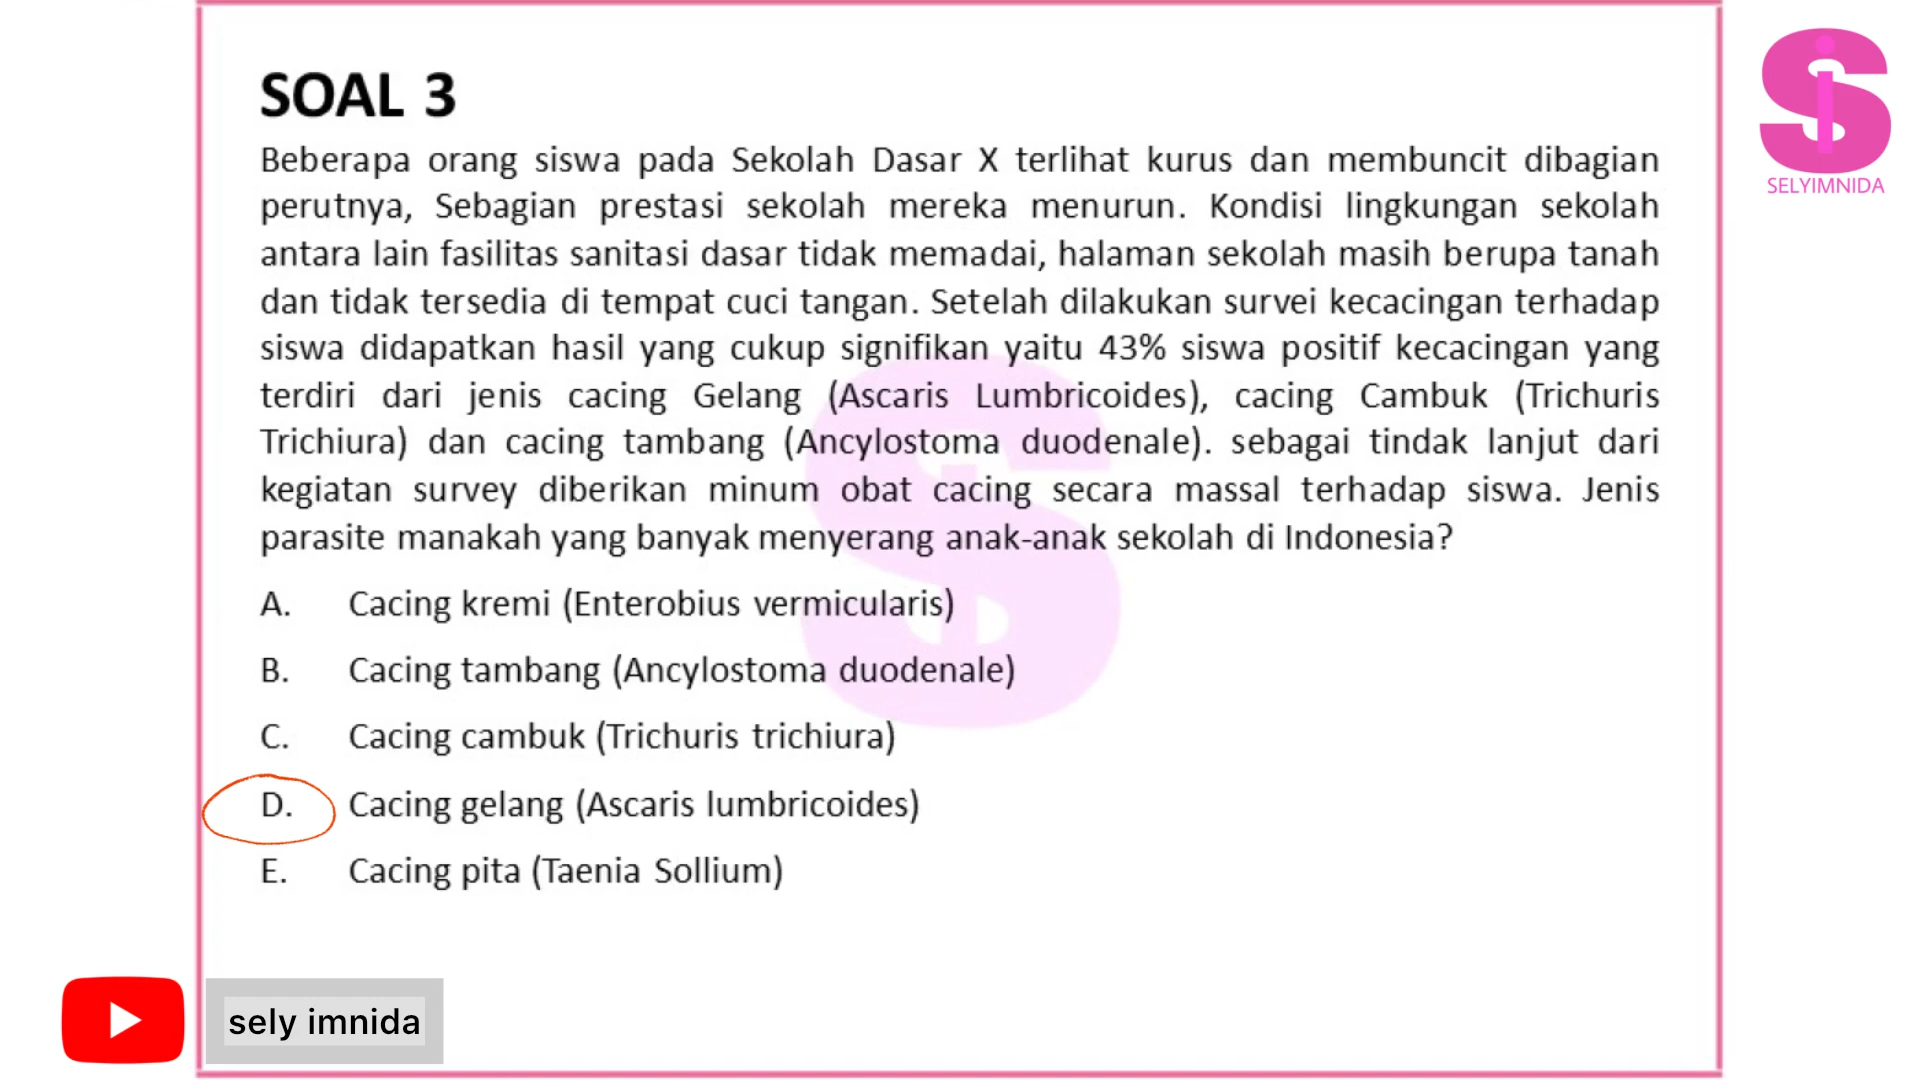 SOAL 3
SELYIMNIDA
Beberapa orang siswa pada Sekolah Dasar X terlihat kurus dan membuncit dibagian
perutnya, Sebagian prestasi sekolah mereka menurun. Kondisi lingkungan sekolah
antara lain fasilitas sanitasi dasar tidak memadai, halaman sekolah masih berupa tanah
dan tidak tersedia di tempat cuci tangan. Setelah dilakukan survei kecacingan terhadap
siswa didapatkan hasil yang cukup signifikan yaitu 43% siswa positif kecacingan yang
terdiri dari jenis cacing Gelang (Ascaris Lumbricoides), cacing Cambuk (Trichuris
Trichiura) dan cacing tambang (Ancylostoma duodenale). sebagai tindak lanjut dari
kegiatan survey diberikan minum obat cacing secara massal terhadap siswa. Jenis
parasite manakah yang banyak menyerang anak-anak sekolah di Indonesia?
A. Cacing kremi (Enterobius vermicularis)
B. Cacing tambang (Ancylostoma duodenale)
C. Cacing cambuk (Trichuris trichiura)
D. Cacing gelang (Ascaris lumbricoides)
E. Cacing pita (Taenia Sollium)
sely imnida